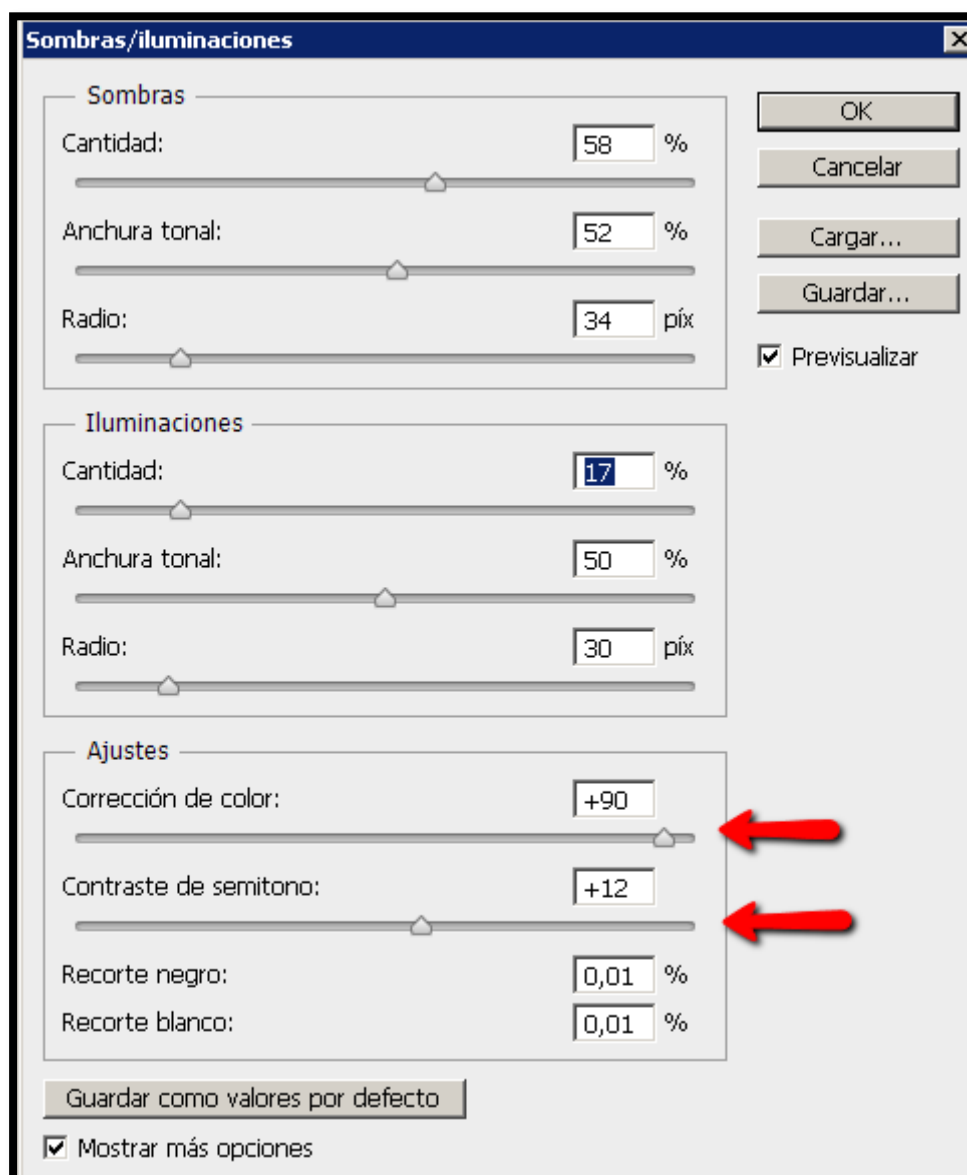 Sombras/iluminaciones
Sombras
Cantidad: 58 %
Anchura tonal: 52 %
Radio: 34 píx
Iluminaciones
Cantidad: 17 %
Anchura tonal: 50 %
Radio: 30 píx
Ajustes
Corrección de color: +90
Contraste de semitono: +12
Recorte negro: 0,01 %
Recorte blanco: 0,01 %
Guardar como valores por defecto
Mostrar más opciones
OK
Cancelar
Cargar...
Guardar...
Previsualizar